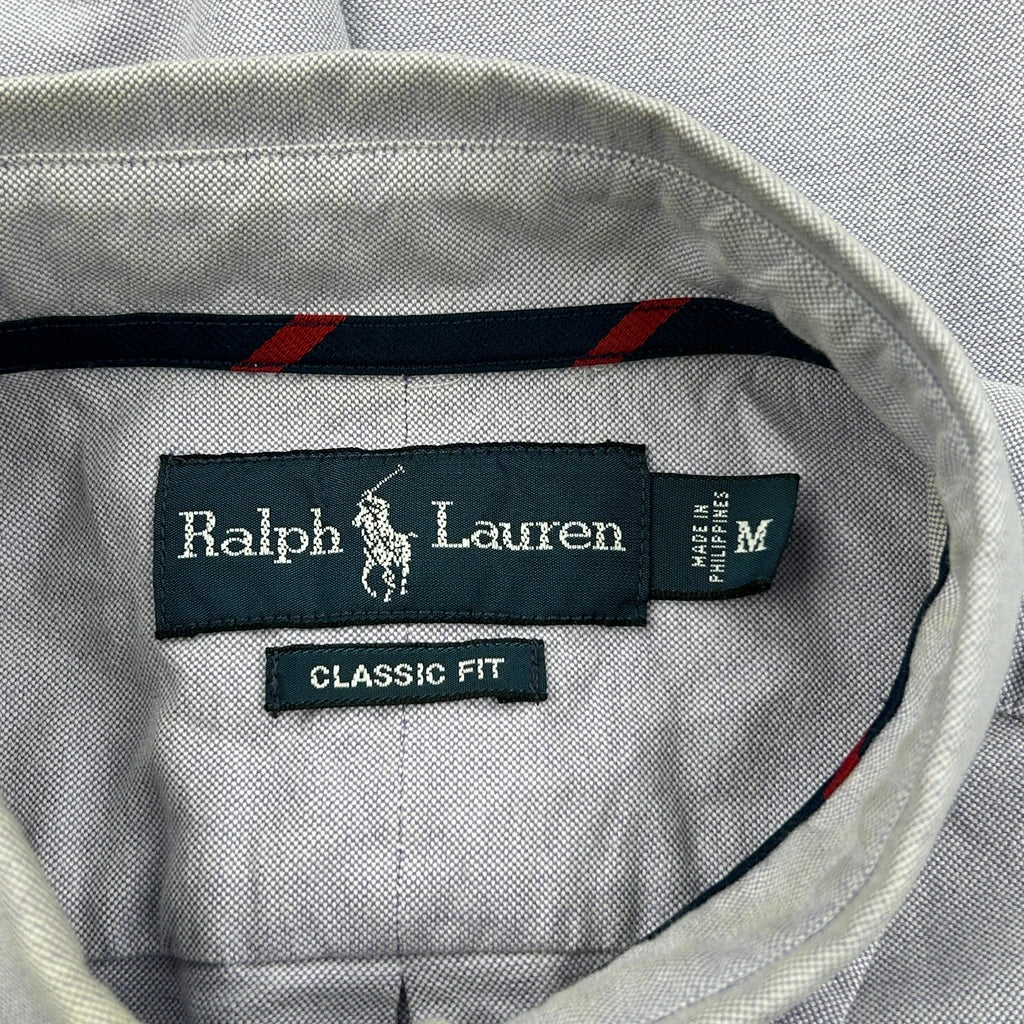 Ralph Lauren
MADE IN
PHILIPPINES
M
CLASSIC FIT